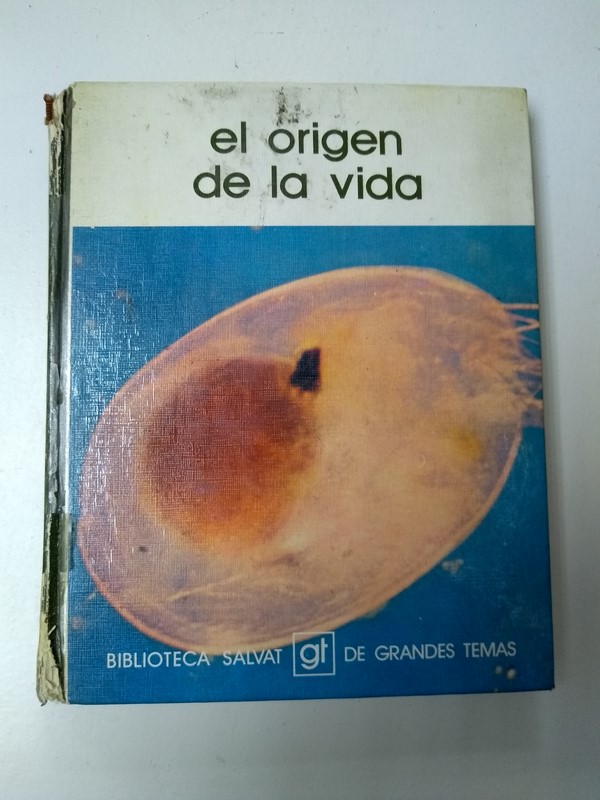 el origen
de la vida
BIBLIOTECA SALVAT gt DE GRANDES TEMAS